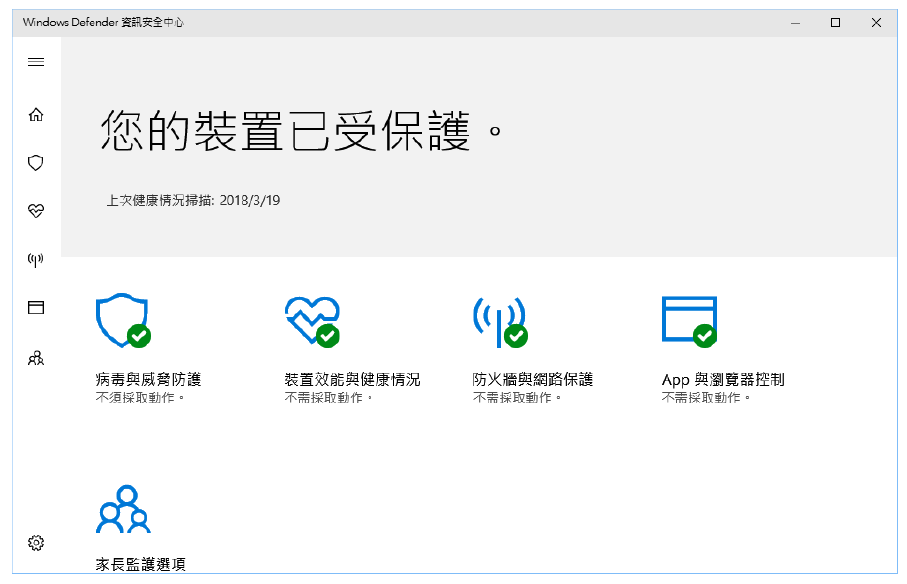 Windows Defender 資訊安全中心
您的裝置已受保護。
上次健康情況掃描: 2018/3/19
病毒與威脅防護
不須採取動作。
裝置效能與健康情況
不需採取動作。
防火牆與網路保護
不需採取動作。
App 與瀏覽器控制
不需採取動作。
家長監護選項